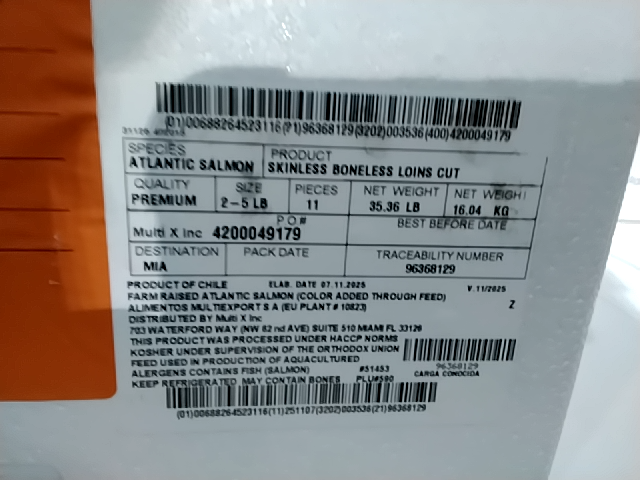 (01)00688264523116(21)96368129(3202)003536(400)4200049179
SPECIES
ATLANTIC SALMON
PRODUCT
SKINLESS BONELESS LOINS CUT
QUALITY
PREMIUM
SIZE
2-5 LB
PIECES
11
NET WEIGHT
35.36 LB
NET WEIGHT
16.04 KG
P.O.#
Multi X Inc 4200049179
BEST BEFORE DATE
DESTINATION
MIA
PACK DATE
TRACEABILITY NUMBER
96368129
PRODUCT OF CHILE ELAB. DATE 07.11.2025 V.11/2025
FARM RAISED ATLANTIC SALMON (COLOR ADDED THROUGH FEED) Z
ALIMENTOS MULTIEXPORT S A (EU PLANT # 10823)
DISTRIBUTED BY Multi X Inc
703 WATERFORD WAY (NW 62 nd AVE) SUITE 510 MIAMI FL 33126
THIS PRODUCT WAS PROCESSED UNDER HACCP NORMS
KOSHER UNDER SUPERVISION OF THE ORTHODOX UNION
FEED USED IN PRODUCTION OF AQUACULTURED
ALERGENS CONTAINS FISH (SALMON) #51453 96368129
KEEP REFRIGERATED MAY CONTAIN BONES PLU#590 CARGA CONOCIDA
(01)00688264523116(11)251107(3202)003536(21)96368129